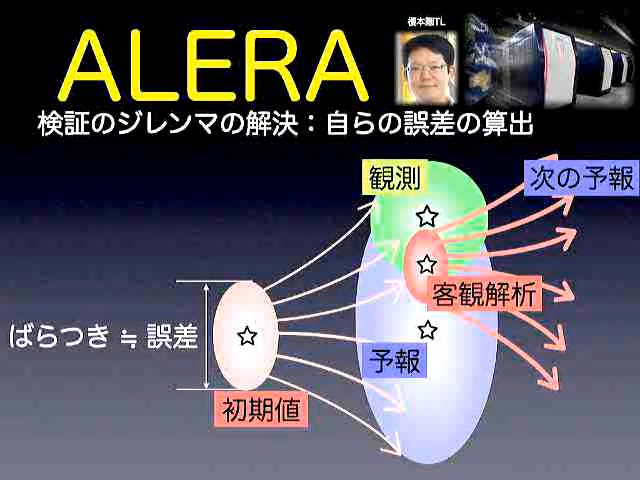 榎本剛TL
ALERA
検証のジレンマの解決：自らの誤差の算出
観測
次の予報
客観解析
ばらつき ≒ 誤差
予報
初期値